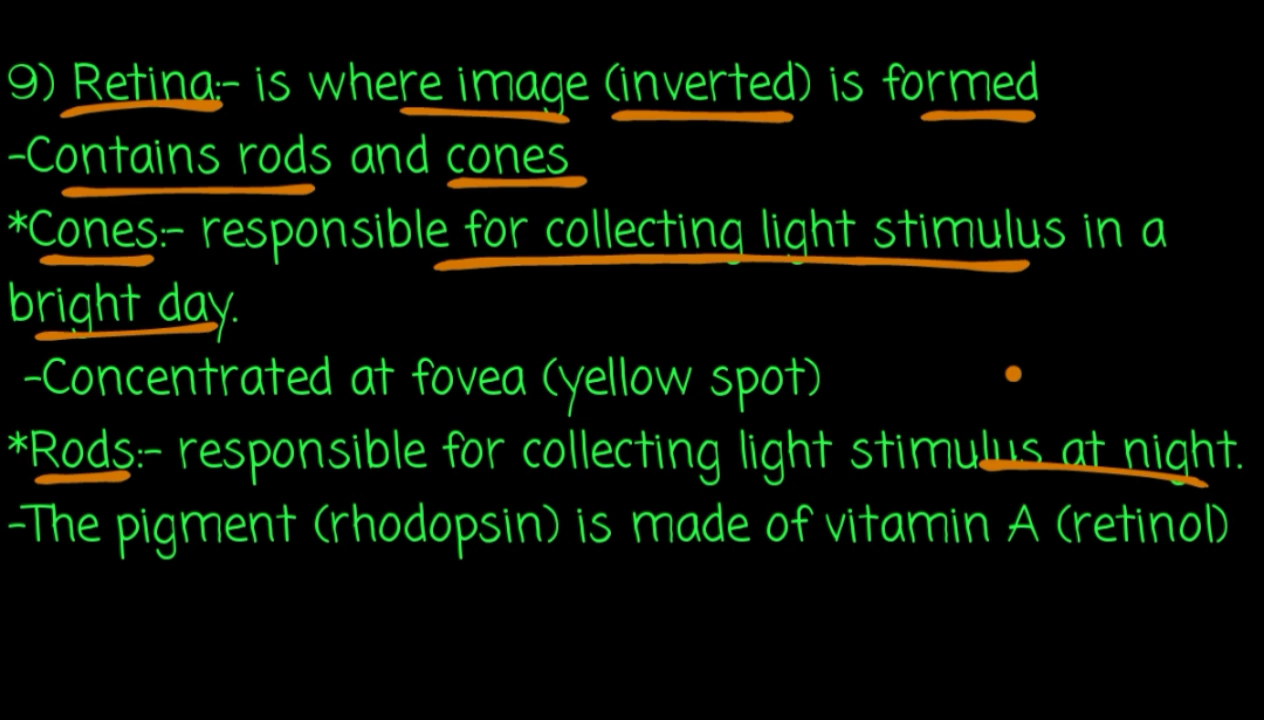 9) Retina:- is where image (inverted) is formed
-Contains rods and cones
*Cones:- responsible for collecting light stimulus in a
bright day.
-Concentrated at fovea (yellow spot)
*Rods:- responsible for collecting light stimulus at night.
-The pigment (rhodopsin) is made of vitamin A (retinol)